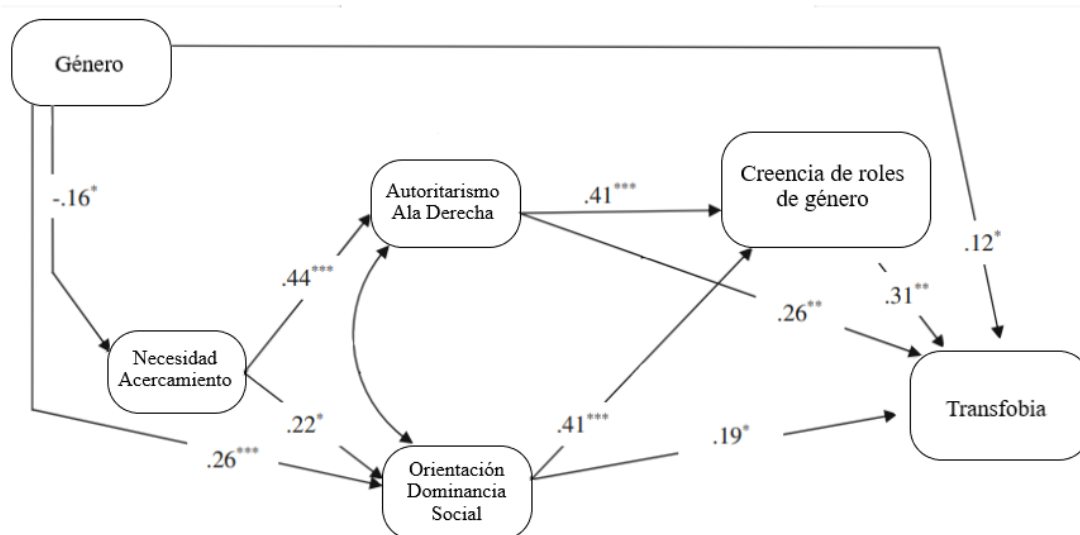 Género
-.16*
.12*
Autoritarismo
Ala Derecha
.41***
Creencia de roles
de género
.44***
.26**
.31**
Necesidad
Acercamiento
.22*
.26***
.41***
.19*
Orientación
Dominancia
Social
Transfobia